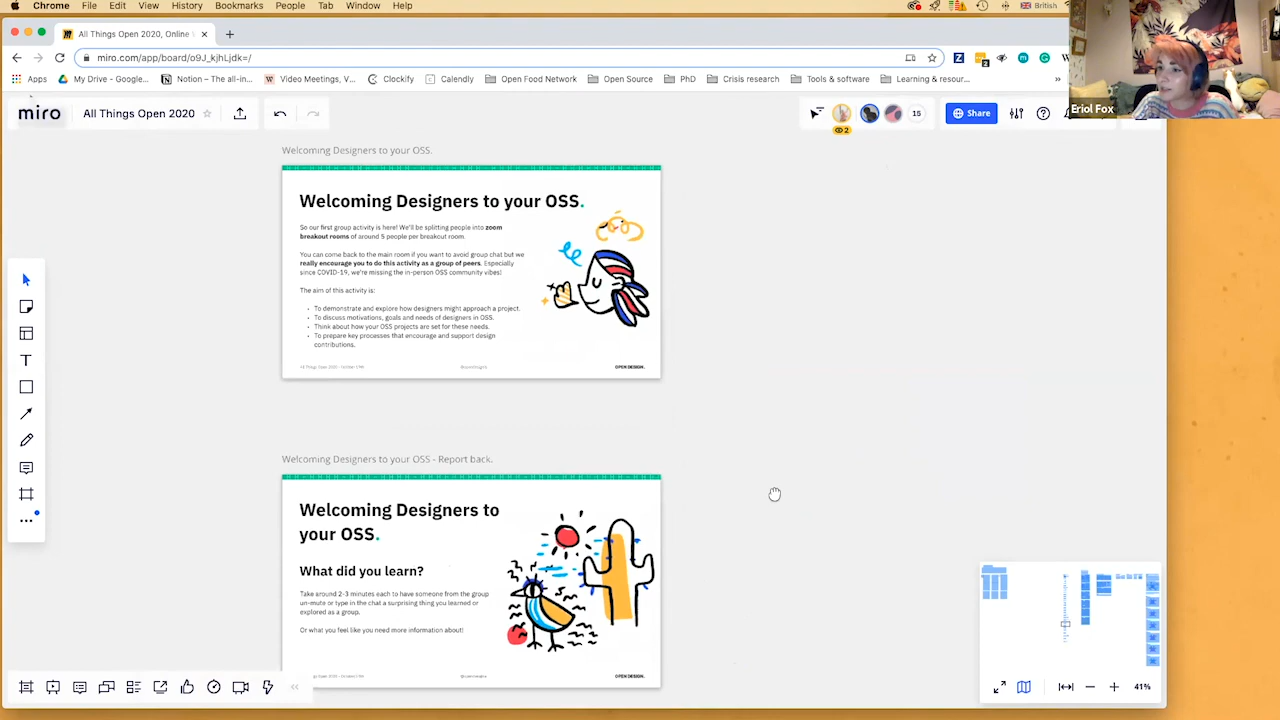 Chrome File Edit View History Bookmarks People Tab Window Help
British
All Things Open 2020, Online
miro.com/app/board/o9J_kjhLjdk=/
Apps My Drive - Google... Notion – The all-in... Video Meetings, V... Clockify Calendly Open Food Network Open Source PhD Crisis research Tools & software Learning & resour... »
Eriol Fox
miro All Things Open 2020
2
15
Share
Welcoming Designers to your OSS.
Welcoming Designers to your OSS.
So our first group activity is here! We'll be splitting people into zoom
breakout rooms of around 5 people per breakout room.
You can come back to the main room if you want to avoid group chat but we
really encourage you to do this activity as a group of peers. Especially
since COVID-19, we're missing the in-person OSS community vibes!
The aim of this activity is:
• To demonstrate and explore how designers might approach a project.
• To discuss motivations, goals and needs of designers in OSS.
• Think about how your OSS projects are set for these needs.
• To prepare key processes that encourage and support design
contributions.
OPEN DESIGN.
Welcoming Designers to your OSS - Report back.
Welcoming Designers to
your OSS.
What did you learn?
Take around 2-3 minutes each to have someone from the group
un-mute or type in the chat a surprising thing you learned or
explored as a group.
Or what you feel like you need more information about!
OPEN DESIGN.
41%